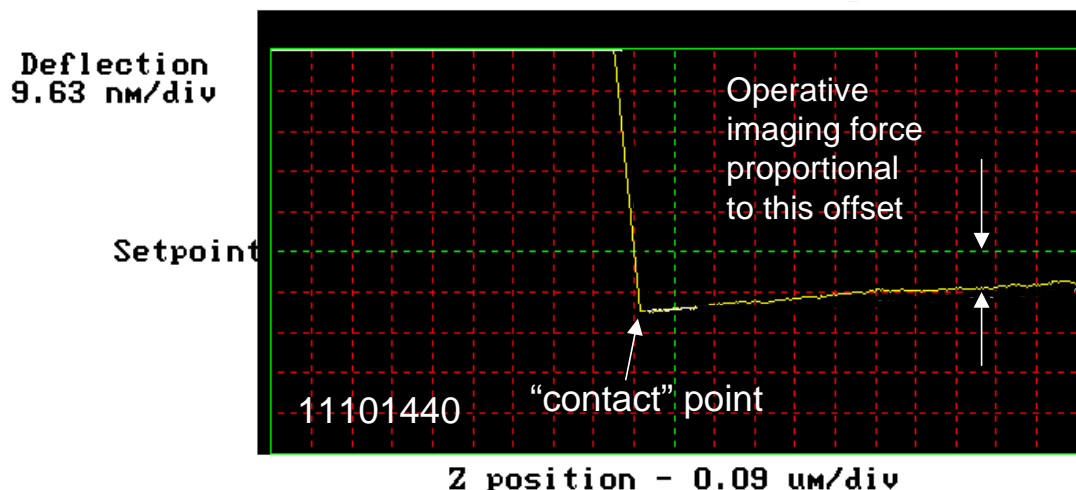 Deflection
9.63 nm/div
Operative
imaging force
proportional
to this offset
Setpoint
“contact” point
11101440
Z position - 0.09 um/div